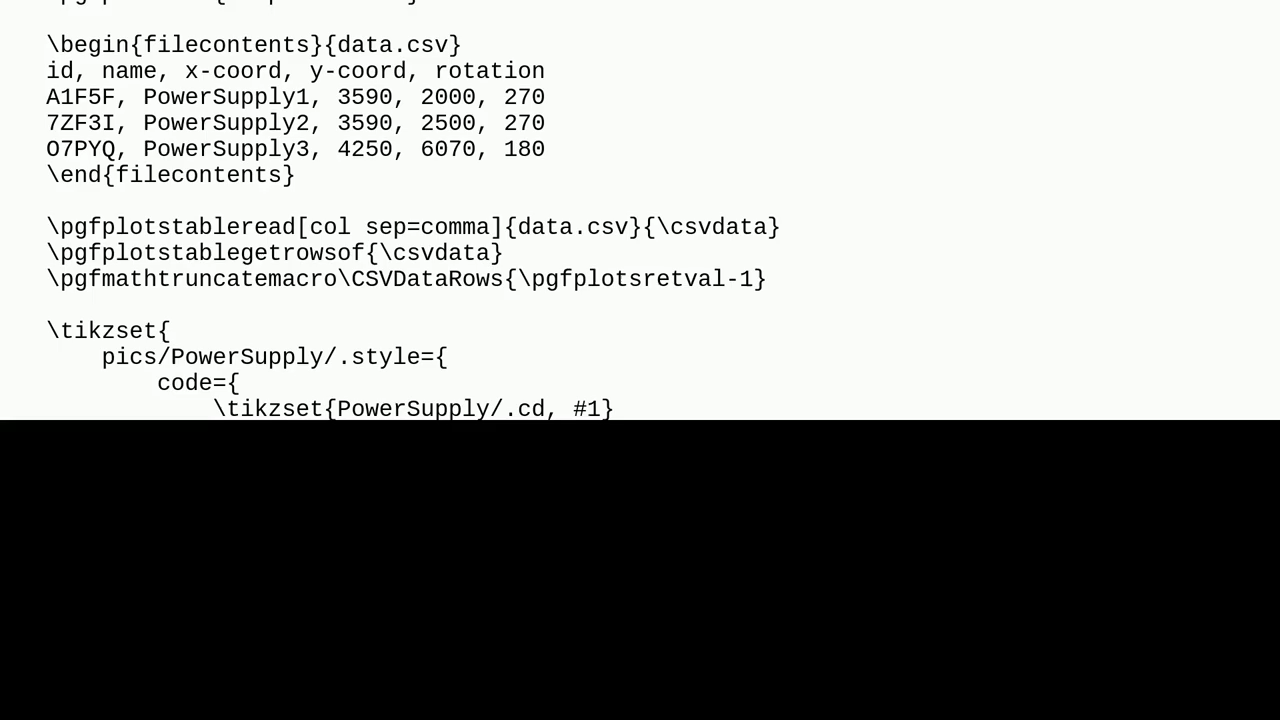 \begin{filecontents}{data.csv}
id, name, x-coord, y-coord, rotation
A1F5F, PowerSupply1, 3590, 2000, 270
7ZF3I, PowerSupply2, 3590, 2500, 270
O7PYQ, PowerSupply3, 4250, 6070, 180
\end{filecontents}
\pgfplotstableread[col sep=comma]{data.csv}{\csvdata}
\pgfplotstablegetrowsof{\csvdata}
\pgfmathtruncatemacro\CSVDataRows{\pgfplotsretval-1}
\tikzset{
    pics/PowerSupply/.style={
        code={
            \tikzset{PowerSupply/.cd, #1}